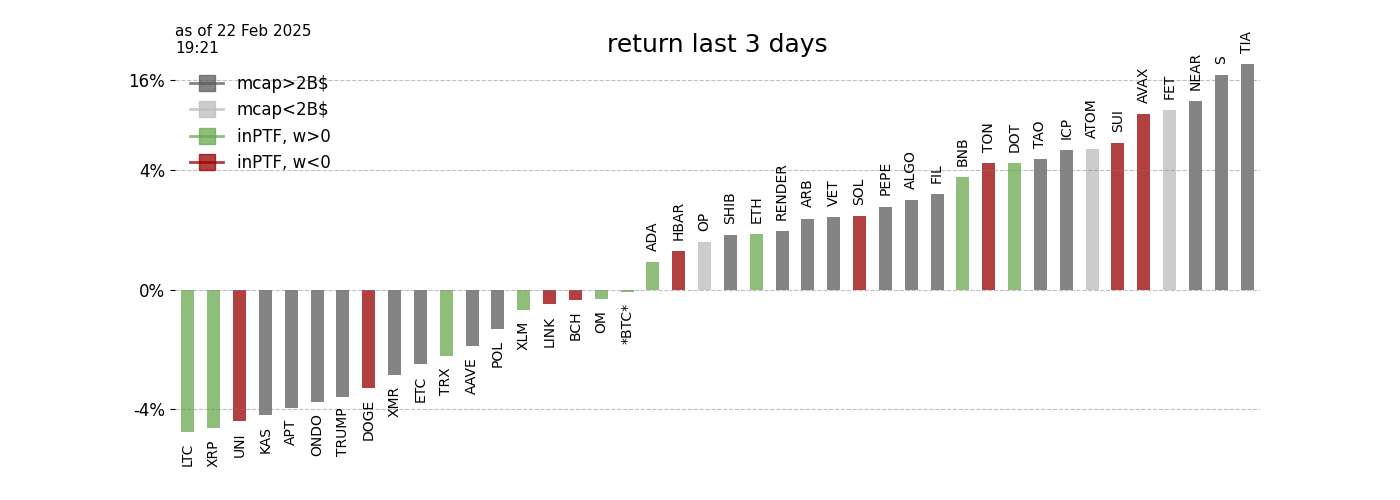 as of 22 Feb 2025
19:21
return last 3 days
mcap>2B$
mcap<2B$
inPTF, w>0
inPTF, w<0
16%
4%
0%
-4%
LTC
XRP
UNI
KAS
APT
ONDO
TRUMP
DOGE
XMR
ETC
TRX
AAVE
POL
XLM
LINK
BCH
OM
*BTC*
ADA
HBAR
OP
SHIB
ETH
RENDER
ARB
VET
SOL
PEPE
ALGO
FIL
BNB
TON
DOT
TAO
ICP
ATOM
SUI
AVAX
FET
NEAR
S
TIA